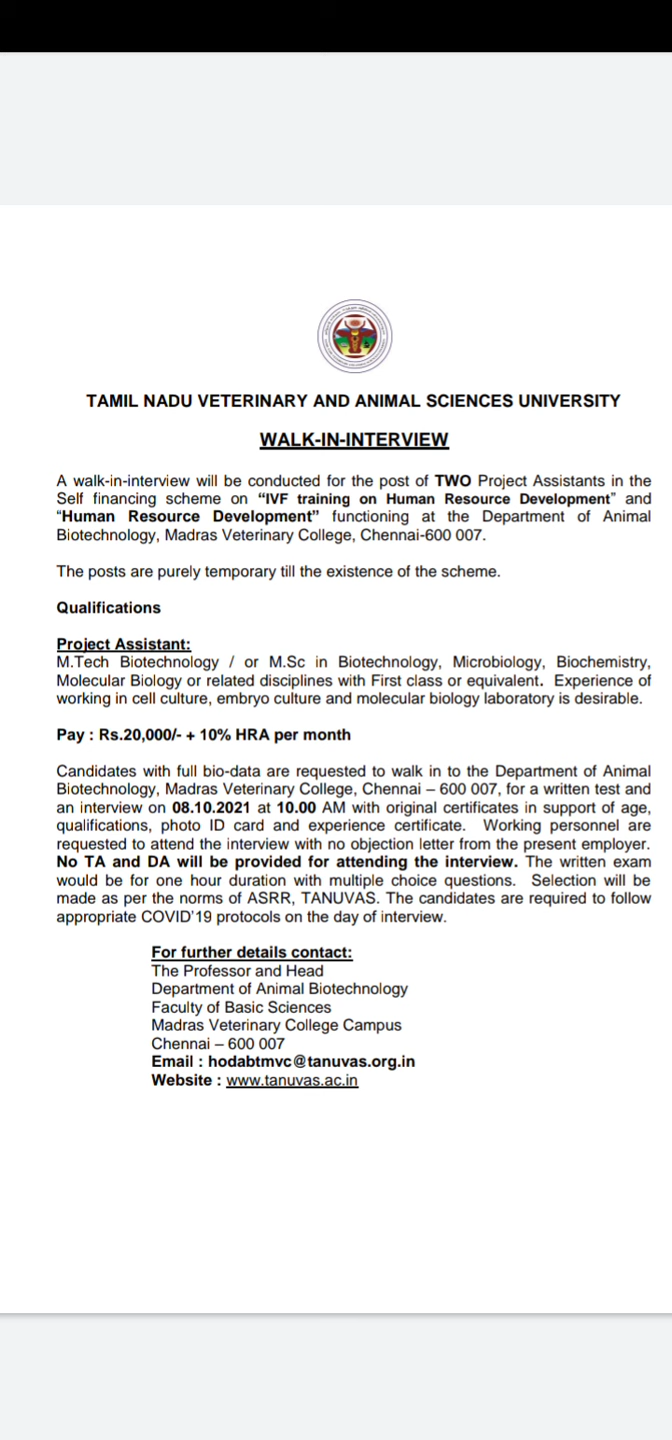 TAMIL NADU VETERINARY AND ANIMAL SCIENCES UNIVERSITY
WALK-IN-INTERVIEW
A walk-in-interview will be conducted for the post of TWO Project Assistants in the
Self financing scheme on “IVF training on Human Resource Development” and
“Human Resource Development” functioning at the Department of Animal
Biotechnology, Madras Veterinary College, Chennai-600 007.
The posts are purely temporary till the existence of the scheme.
Qualifications
Project Assistant:
M.Tech Biotechnology / or M.Sc in Biotechnology, Microbiology, Biochemistry,
Molecular Biology or related disciplines with First class or equivalent. Experience of
working in cell culture, embryo culture and molecular biology laboratory is desirable.
Pay : Rs.20,000/- + 10% HRA per month
Candidates with full bio-data are requested to walk in to the Department of Animal
Biotechnology, Madras Veterinary College, Chennai – 600 007, for a written test and
an interview on 08.10.2021 at 10.00 AM with original certificates in support of age,
qualifications, photo ID card and experience certificate. Working personnel are
requested to attend the interview with no objection letter from the present employer.
No TA and DA will be provided for attending the interview. The written exam
would be for one hour duration with multiple choice questions. Selection will be
made as per the norms of ASRR, TANUVAS. The candidates are required to follow
appropriate COVID’19 protocols on the day of interview.
For further details contact:
The Professor and Head
Department of Animal Biotechnology
Faculty of Basic Sciences
Madras Veterinary College Campus
Chennai – 600 007
Email : hodabtmvc@tanuvas.org.in
Website : www.tanuvas.ac.in